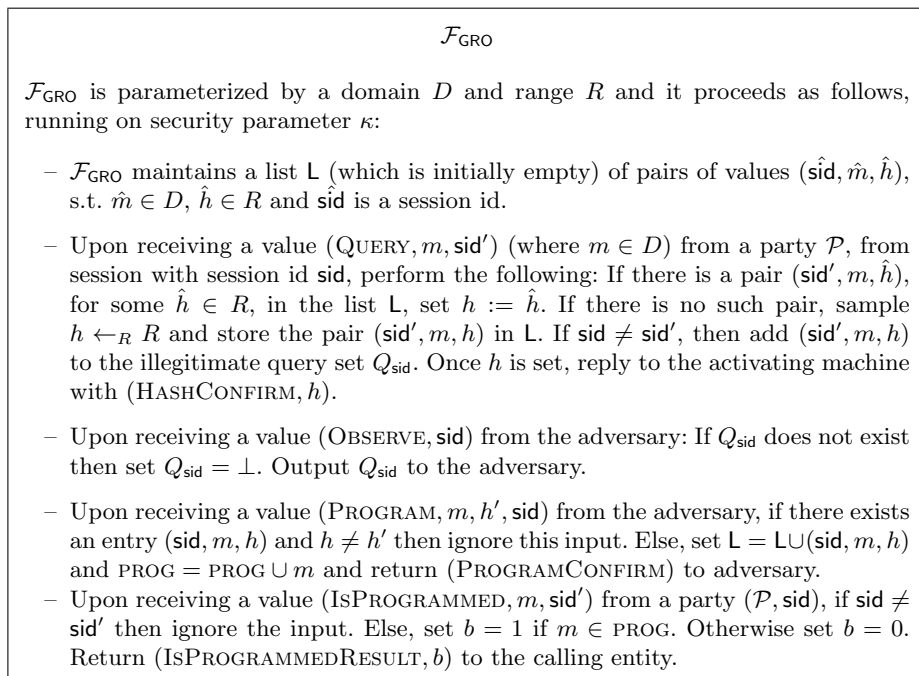 𝓕_GRO
𝓕_GRO is parameterized by a domain D and range R and it proceeds as follows,
running on security parameter κ:
– 𝓕_GRO maintains a list L (which is initially empty) of pairs of values (ŝid, m̂, ĥ),
s.t. m̂ ∈ D, ĥ ∈ R and ŝid is a session id.
– Upon receiving a value (QUERY, m, sid′) (where m ∈ D) from a party 𝒫, from
session with session id sid, perform the following: If there is a pair (sid′, m, ĥ),
for some ĥ ∈ R, in the list L, set h := ĥ. If there is no such pair, sample
h ←_R R and store the pair (sid′, m, h) in L. If sid ≠ sid′, then add (sid′, m, h)
to the illegitimate query set Q_sid. Once h is set, reply to the activating machine
with (HASHCONFIRM, h).
– Upon receiving a value (OBSERVE, sid) from the adversary: If Q_sid does not exist
then set Q_sid = ⊥. Output Q_sid to the adversary.
– Upon receiving a value (PROGRAM, m, h′, sid) from the adversary, if there exists
an entry (sid, m, h) and h ≠ h′ then ignore this input. Else, set L = L∪(sid, m, h)
and PROG = PROG ∪ m and return (PROGRAMCONFIRM) to adversary.
– Upon receiving a value (ISPROGRAMMED, m, sid′) from a party (𝒫, sid), if sid ≠
sid′ then ignore the input. Else, set b = 1 if m ∈ PROG. Otherwise set b = 0.
Return (ISPROGRAMMEDRESULT, b) to the calling entity.